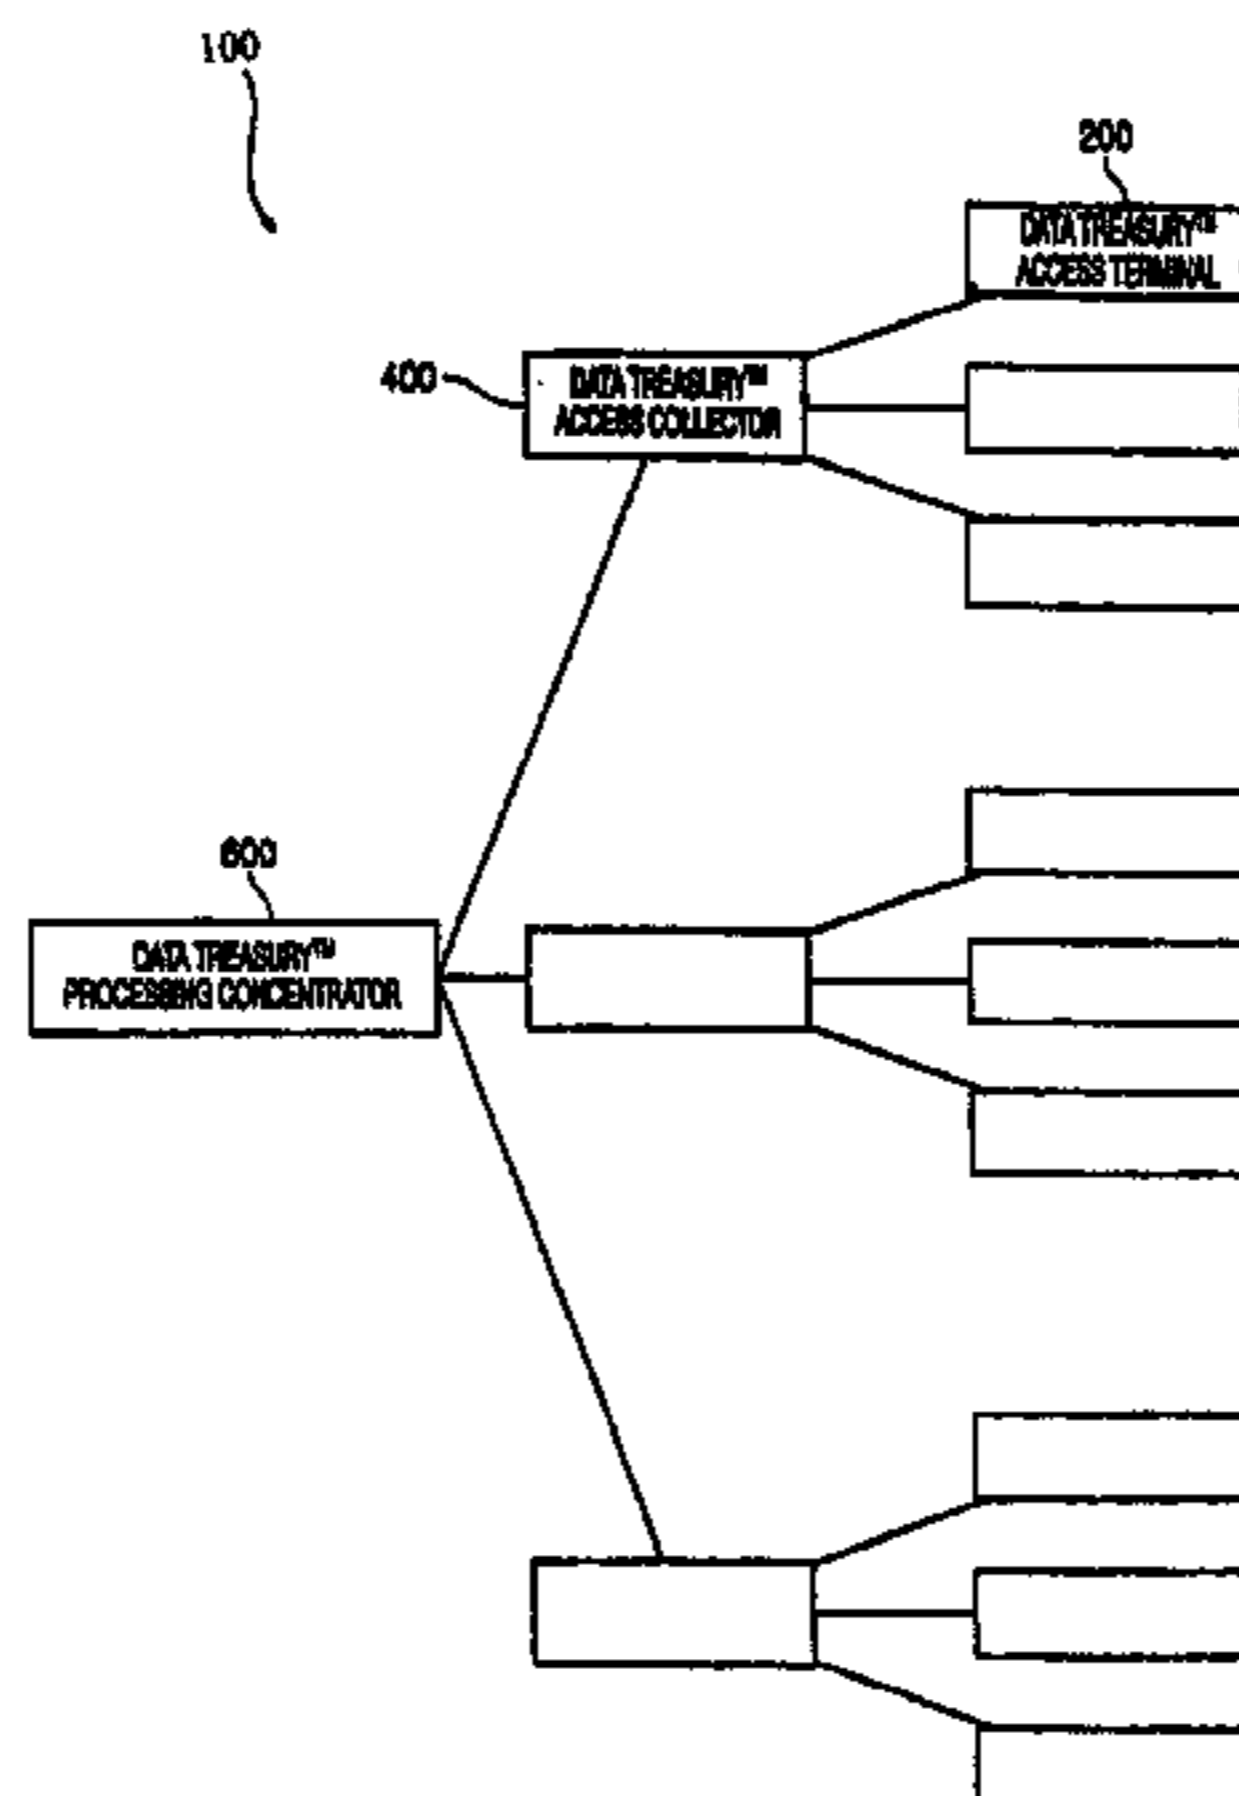 100
200
DATA TREASURY™
ACCESS TERMINAL
400
DATA TREASURY™
ACCESS COLLECTOR
600
DATA TREASURY™
PROCESSING CONCENTRATOR